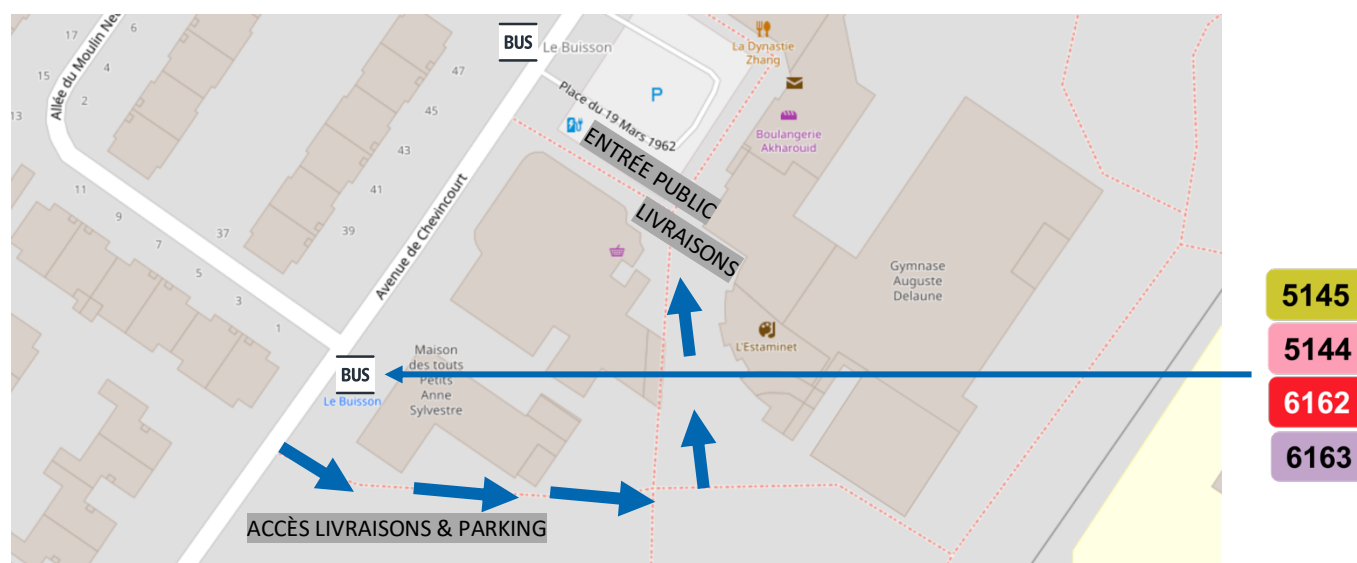 17
6
15
4
2
13
Allée du Moulin
BUS
Le Buisson
La Dynastie
Zhang
P
Place du 19 Mars 1962
Boulangerie
Akharouid
47
45
43
41
39
37
11
9
7
5
3
1
Avenue de Chevincourt
ENTRÉE PUBLIC
LIVRAISONS
Gymnase
Auguste
Delaune
L'Estaminet
Maison
des touts
Petits
Anne
Sylvestre
BUS
Le Buisson
ACCÈS LIVRAISONS & PARKING
5145
5144
6162
6163